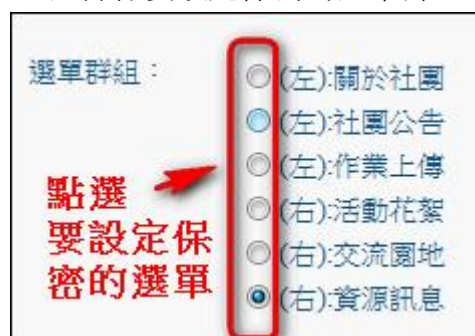 選單群組：
(左):關於社團
(左):社團公告
(左):作業上傳
(右):活動花絮
(右):交流園地
(右):資源訊息
點選
要設定保
密的選單